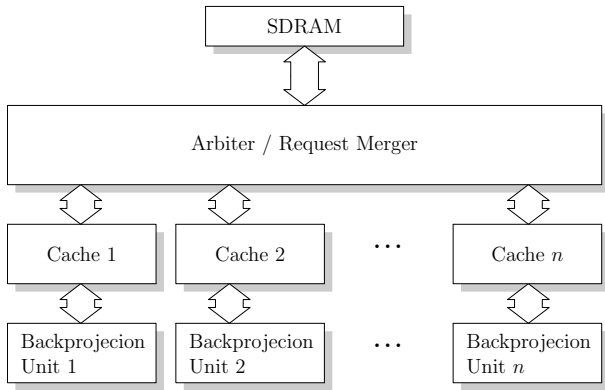 SDRAM
Arbiter / Request Merger
Cache 1
Cache 2
...
Cache n
Backprojecion
Unit 1
Backprojecion
Unit 2
...
Backprojecion
Unit n